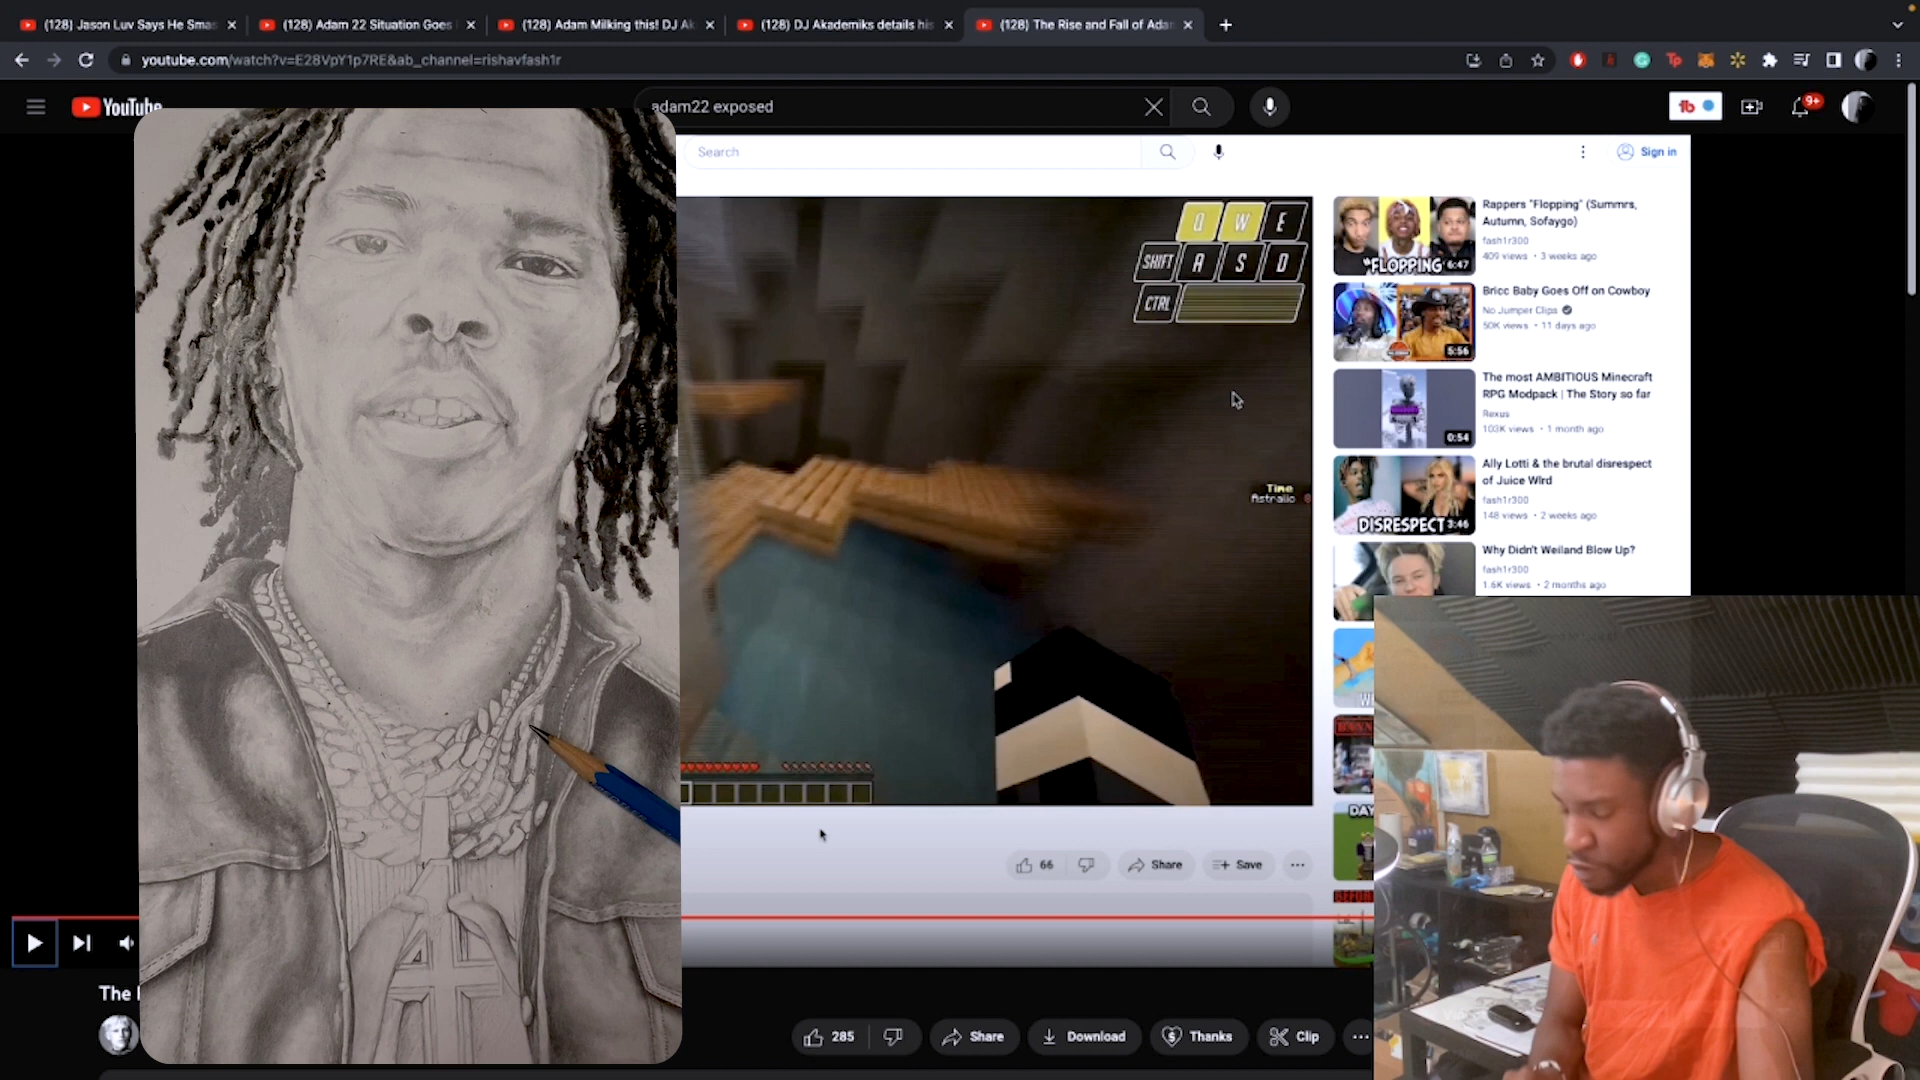 (128) Jason Luv Says He Smas
(128) Adam 22 Situation Goes
(128) Adam Milking this! DJ Ak
(128) DJ Akademiks details his
(128) The Rise and Fall of Adam
youtube.com/watch?v=E28VpY1p7RE&ab_channel=rishavfash1r
YouTube
adam22 exposed
9+
Search
Sign in
Q W E
SHIFT A S D
CTRL
Time
Astralio
Rappers "Flopping" (Summrs,
Autumn, Sofaygo)
fash1r300
409 views • 3 weeks ago
"FLOPPING 6:47
Bricc Baby Goes Off on Cowboy
No Jumper Clips
50K views • 11 days ago
5:56
The most AMBITIOUS Minecraft
RPG Modpack | The Story so far
Rexus
103K views • 1 month ago
0:54
Ally Lotti & the brutal disrespect
of Juice Wrld
fash1r300
148 views • 2 weeks ago
DISRESPECT 3:46
Why Didn't Weiland Blow Up?
fash1r300
1.6K views • 2 months ago
DAY
66
Share
Save
The
285
Share
Download
Thanks
Clip